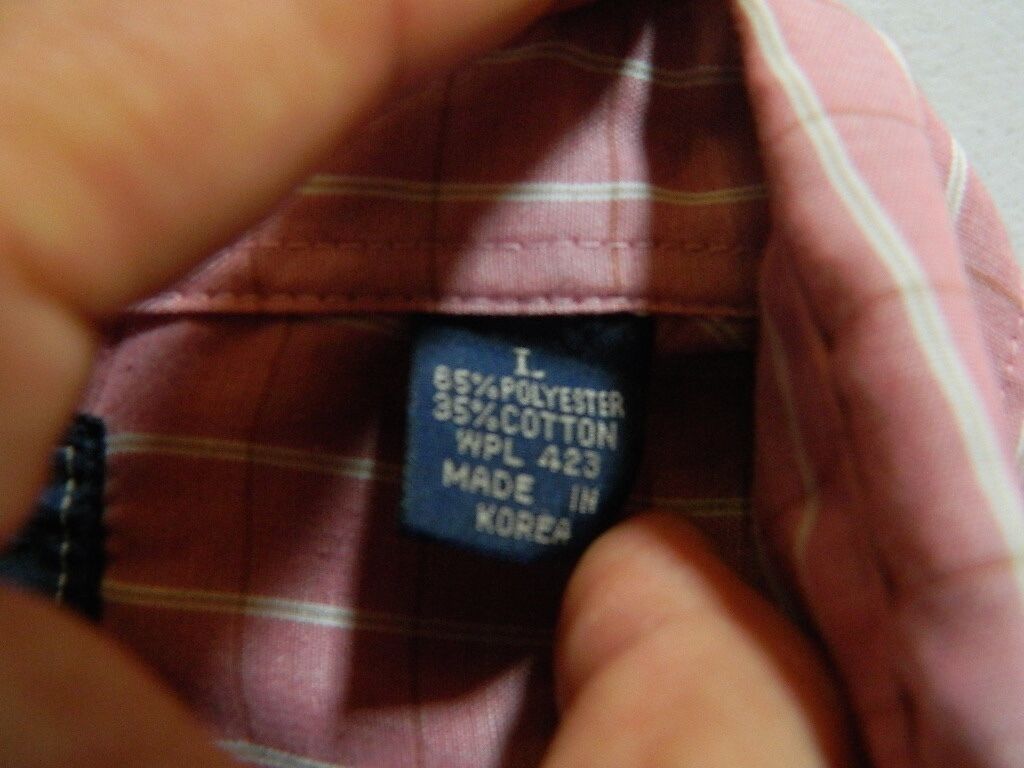 L
65%POLYESTER
35%COTTON
WPL 423
MADE IN
KOREA